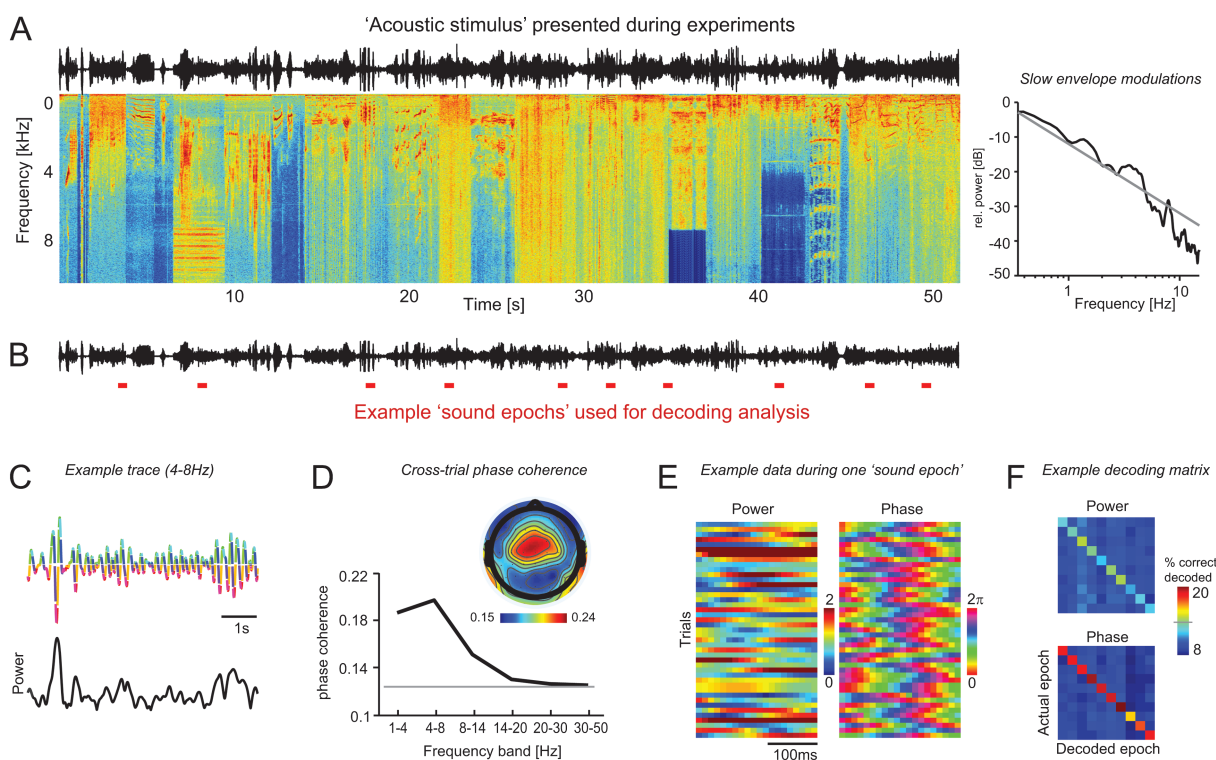 A
‘Acoustic stimulus’ presented during experiments
Frequency [kHz]
0
4
8
10
20
30
40
50
Time [s]
Slow envelope modulations
rel. power [dB]
0
-10
-20
-30
-40
-50
1
10
Frequency [Hz]
B
Example ‘sound epochs’ used for decoding analysis
C
Example trace (4-8Hz)
1s
Power
D
Cross-trial phase coherence
0.15
0.24
phase coherence
0.22
0.18
0.14
0.1
1-4
4-8
8-14
14-20
20-30
30-50
Frequency band [Hz]
E
Example data during one ‘sound epoch’
Power
Phase
Trials
2
0
2π
0
100ms
F
Example decoding matrix
Power
% correct
decoded
20
8
Phase
Actual epoch
Decoded epoch